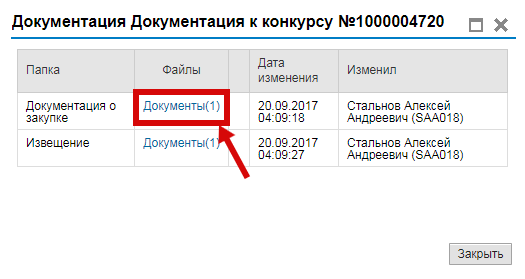 Документация Документация к конкурсу №1000004720
Папка Файлы Дата изменения Изменил
Документация о закупке Документы(1) 20.09.2017 04:09:18 Стальнов Алексей Андреевич (SAA018)
Извещение Документы(1) 20.09.2017 04:09:27 Стальнов Алексей Андреевич (SAA018)
Закрыть